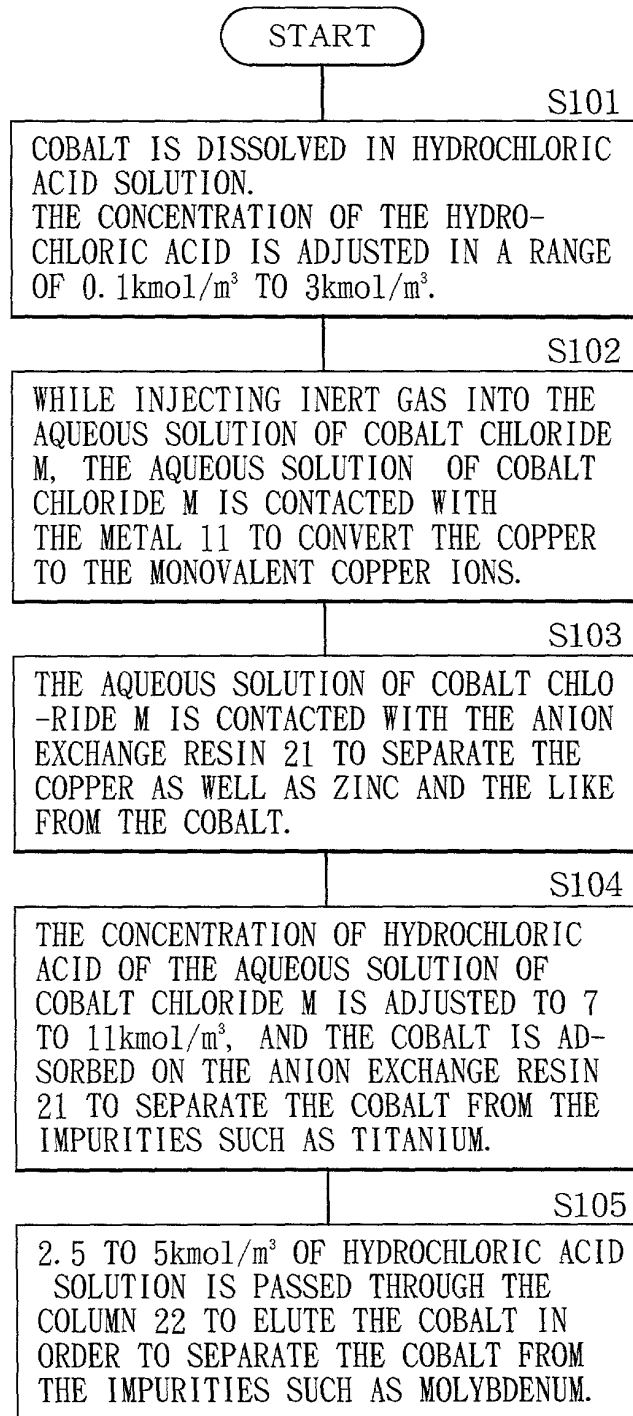 START
S101
COBALT IS DISSOLVED IN HYDROCHLORIC
ACID SOLUTION.
THE CONCENTRATION OF THE HYDRO-
CHLORIC ACID IS ADJUSTED IN A RANGE
OF 0.1kmol/m³ TO 3kmol/m³.
S102
WHILE INJECTING INERT GAS INTO THE
AQUEOUS SOLUTION OF COBALT CHLORIDE
M, THE AQUEOUS SOLUTION OF COBALT
CHLORIDE M IS CONTACTED WITH
THE METAL 11 TO CONVERT THE COPPER
TO THE MONOVALENT COPPER IONS.
S103
THE AQUEOUS SOLUTION OF COBALT CHLO
-RIDE M IS CONTACTED WITH THE ANION
EXCHANGE RESIN 21 TO SEPARATE THE
COPPER AS WELL AS ZINC AND THE LIKE
FROM THE COBALT.
S104
THE CONCENTRATION OF HYDROCHLORIC
ACID OF THE AQUEOUS SOLUTION OF
COBALT CHLORIDE M IS ADJUSTED TO 7
TO 11kmol/m³, AND THE COBALT IS AD-
SORBED ON THE ANION EXCHANGE RESIN
21 TO SEPARATE THE COBALT FROM THE
IMPURITIES SUCH AS TITANIUM.
S105
2.5 TO 5kmol/m³ OF HYDROCHLORIC ACID
SOLUTION IS PASSED THROUGH THE
COLUMN 22 TO ELUTE THE COBALT IN
ORDER TO SEPARATE THE COBALT FROM
THE IMPURITIES SUCH AS MOLYBDENUM.